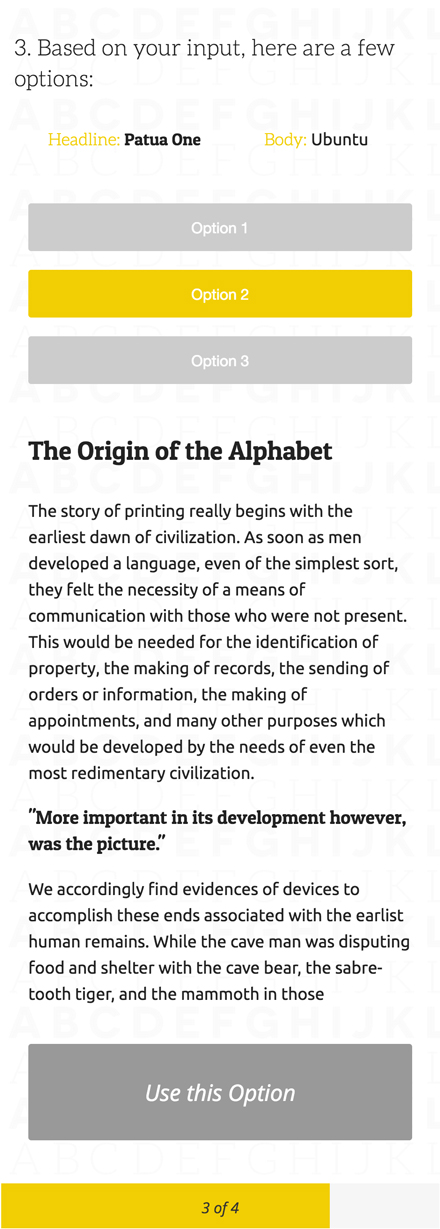 3. Based on your input, here are a few
options:
Headline: Patua One Body: Ubuntu
Option 1
Option 2
Option 3
The Origin of the Alphabet
The story of printing really begins with the
earliest dawn of civilization. As soon as men
developed a language, even of the simplest sort,
they felt the necessity of a means of
communication with those who were not present.
This would be needed for the identification of
property, the making of records, the sending of
orders or information, the making of
appointments, and many other purposes which
would be developed by the needs of even the
most redimentary civilization.
"More important in its development however,
was the picture."
We accordingly find evidences of devices to
accomplish these ends associated with the earlist
human remains. While the cave man was disputing
food and shelter with the cave bear, the sabre-
tooth tiger, and the mammoth in those
Use this Option
3 of 4